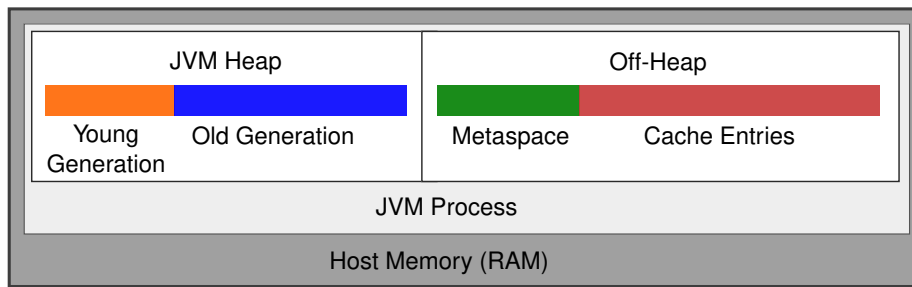 JVM Heap
Off-Heap
Young
Generation
Old Generation
Metaspace
Cache Entries
JVM Process
Host Memory (RAM)